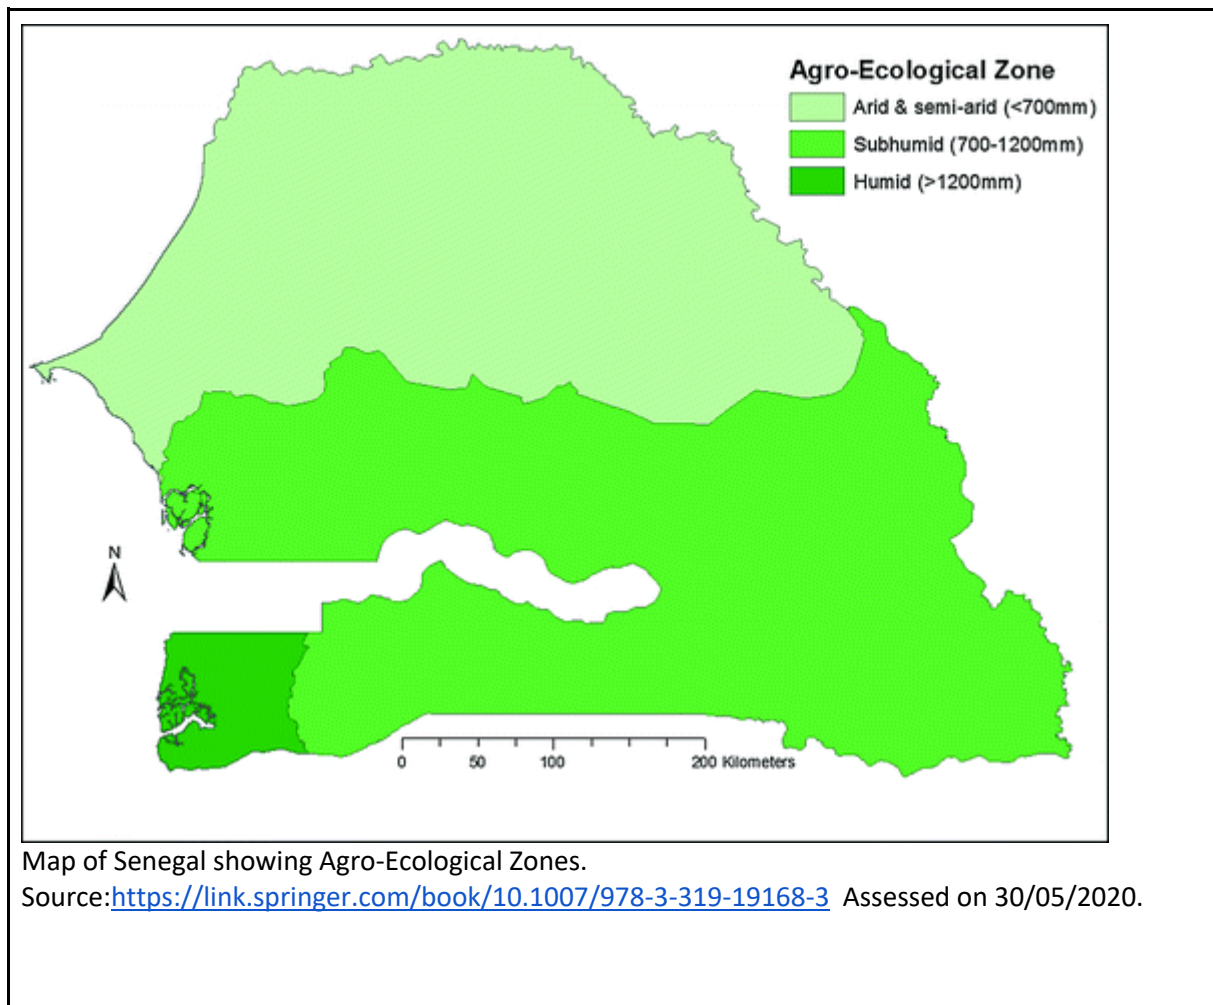 Agro-Ecological Zone
Arid & semi-arid (<700mm)
Subhumid (700-1200mm)
Humid (>1200mm)
N
0 50 100 200 Kilometers
Map of Senegal showing Agro-Ecological Zones.
Source:https://link.springer.com/book/10.1007/978-3-319-19168-3 Assessed on 30/05/2020.